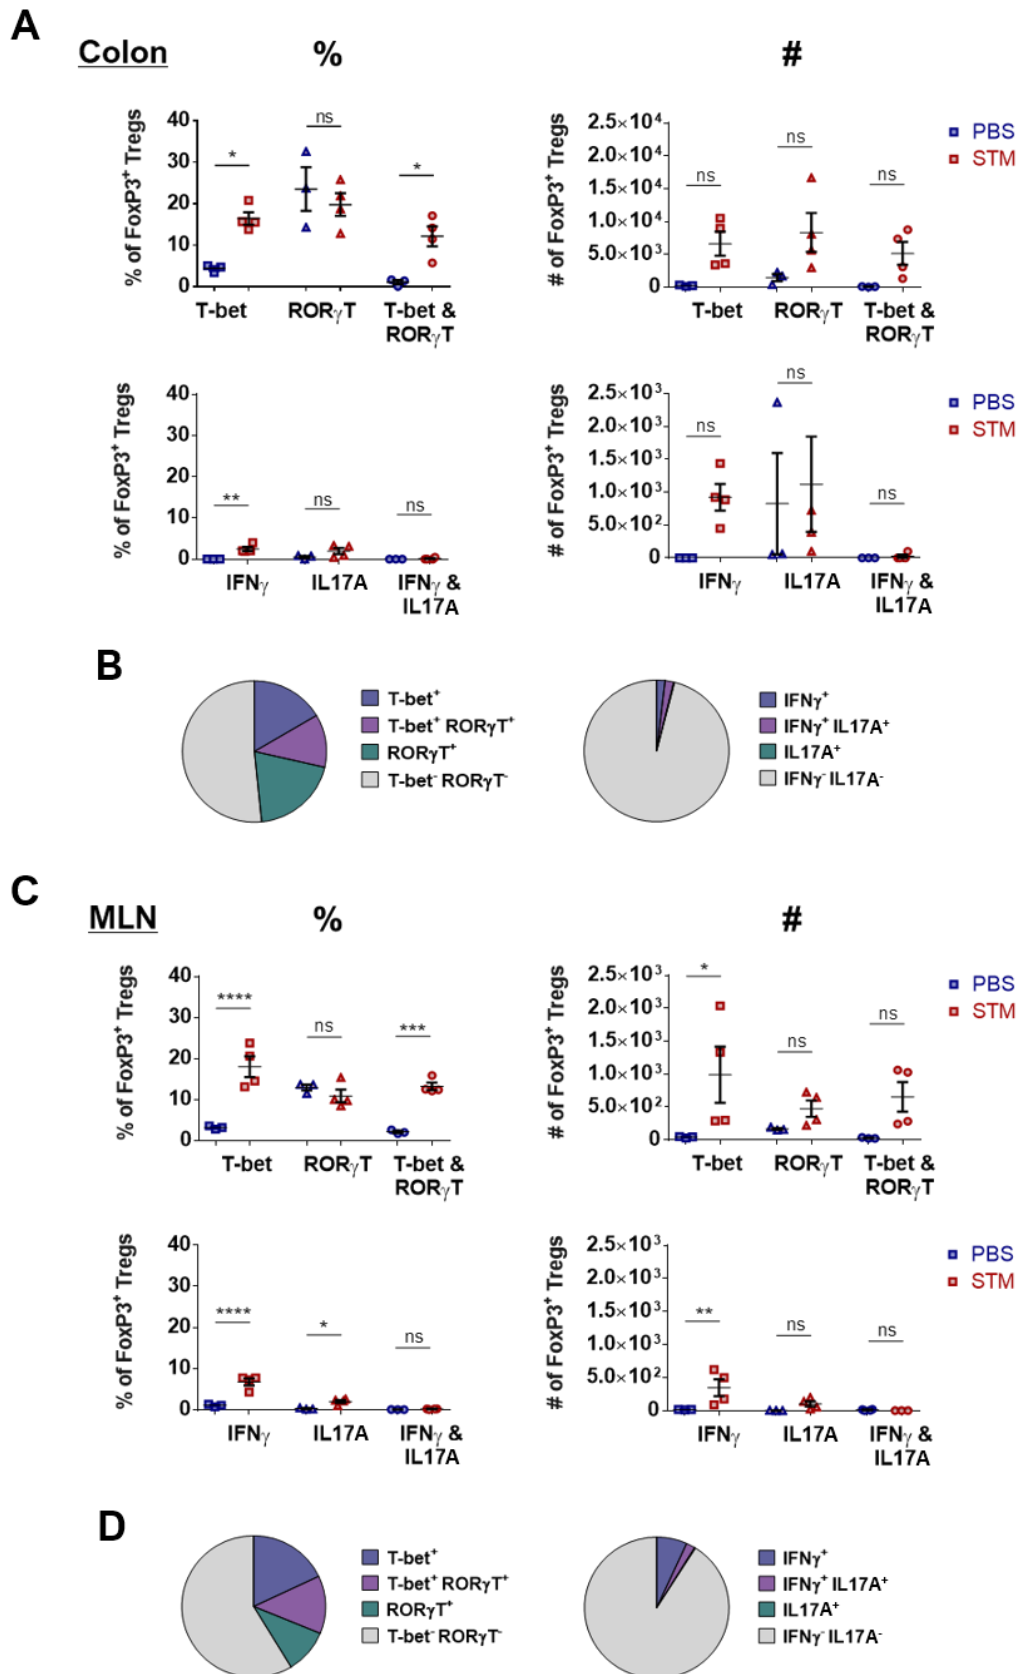 A
Colon
%
#
% of FoxP3⁺ Tregs
40
30
20
10
0
*
ns
*
T-bet
RORγT
T-bet &
RORγT
# of FoxP3⁺ Tregs
2.5×10⁴
2.0×10⁴
1.5×10⁴
1.0×10⁴
5.0×10³
0
ns
ns
ns
T-bet
RORγT
T-bet &
RORγT
PBS
STM
% of FoxP3⁺ Tregs
40
30
20
10
0
**
ns
ns
IFNγ
IL17A
IFNγ &
IL17A
# of FoxP3⁺ Tregs
2.5×10³
2.0×10³
1.5×10³
1.0×10³
5.0×10²
0
ns
ns
ns
IFNγ
IL17A
IFNγ &
IL17A
PBS
STM
B
T-bet⁺
T-bet⁺ RORγT⁺
RORγT⁺
T-bet⁻ RORγT⁻
IFNγ⁺
IFNγ⁺ IL17A⁺
IL17A⁺
IFNγ⁻ IL17A⁻
C
MLN
%
#
% of FoxP3⁺ Tregs
40
30
20
10
0
****
ns
***
T-bet
RORγT
T-bet &
RORγT
# of FoxP3⁺ Tregs
2.5×10³
2.0×10³
1.5×10³
1.0×10³
5.0×10²
0
*
ns
ns
T-bet
RORγT
T-bet &
RORγT
PBS
STM
% of FoxP3⁺ Tregs
40
30
20
10
0
****
*
ns
IFNγ
IL17A
IFNγ &
IL17A
# of FoxP3⁺ Tregs
2.5×10³
2.0×10³
1.5×10³
1.0×10³
5.0×10²
0
**
ns
ns
IFNγ
IL17A
IFNγ &
IL17A
PBS
STM
D
T-bet⁺
T-bet⁺ RORγT⁺
RORγT⁺
T-bet⁻ RORγT⁻
IFNγ⁺
IFNγ⁺ IL17A⁺
IL17A⁺
IFNγ⁻ IL17A⁻